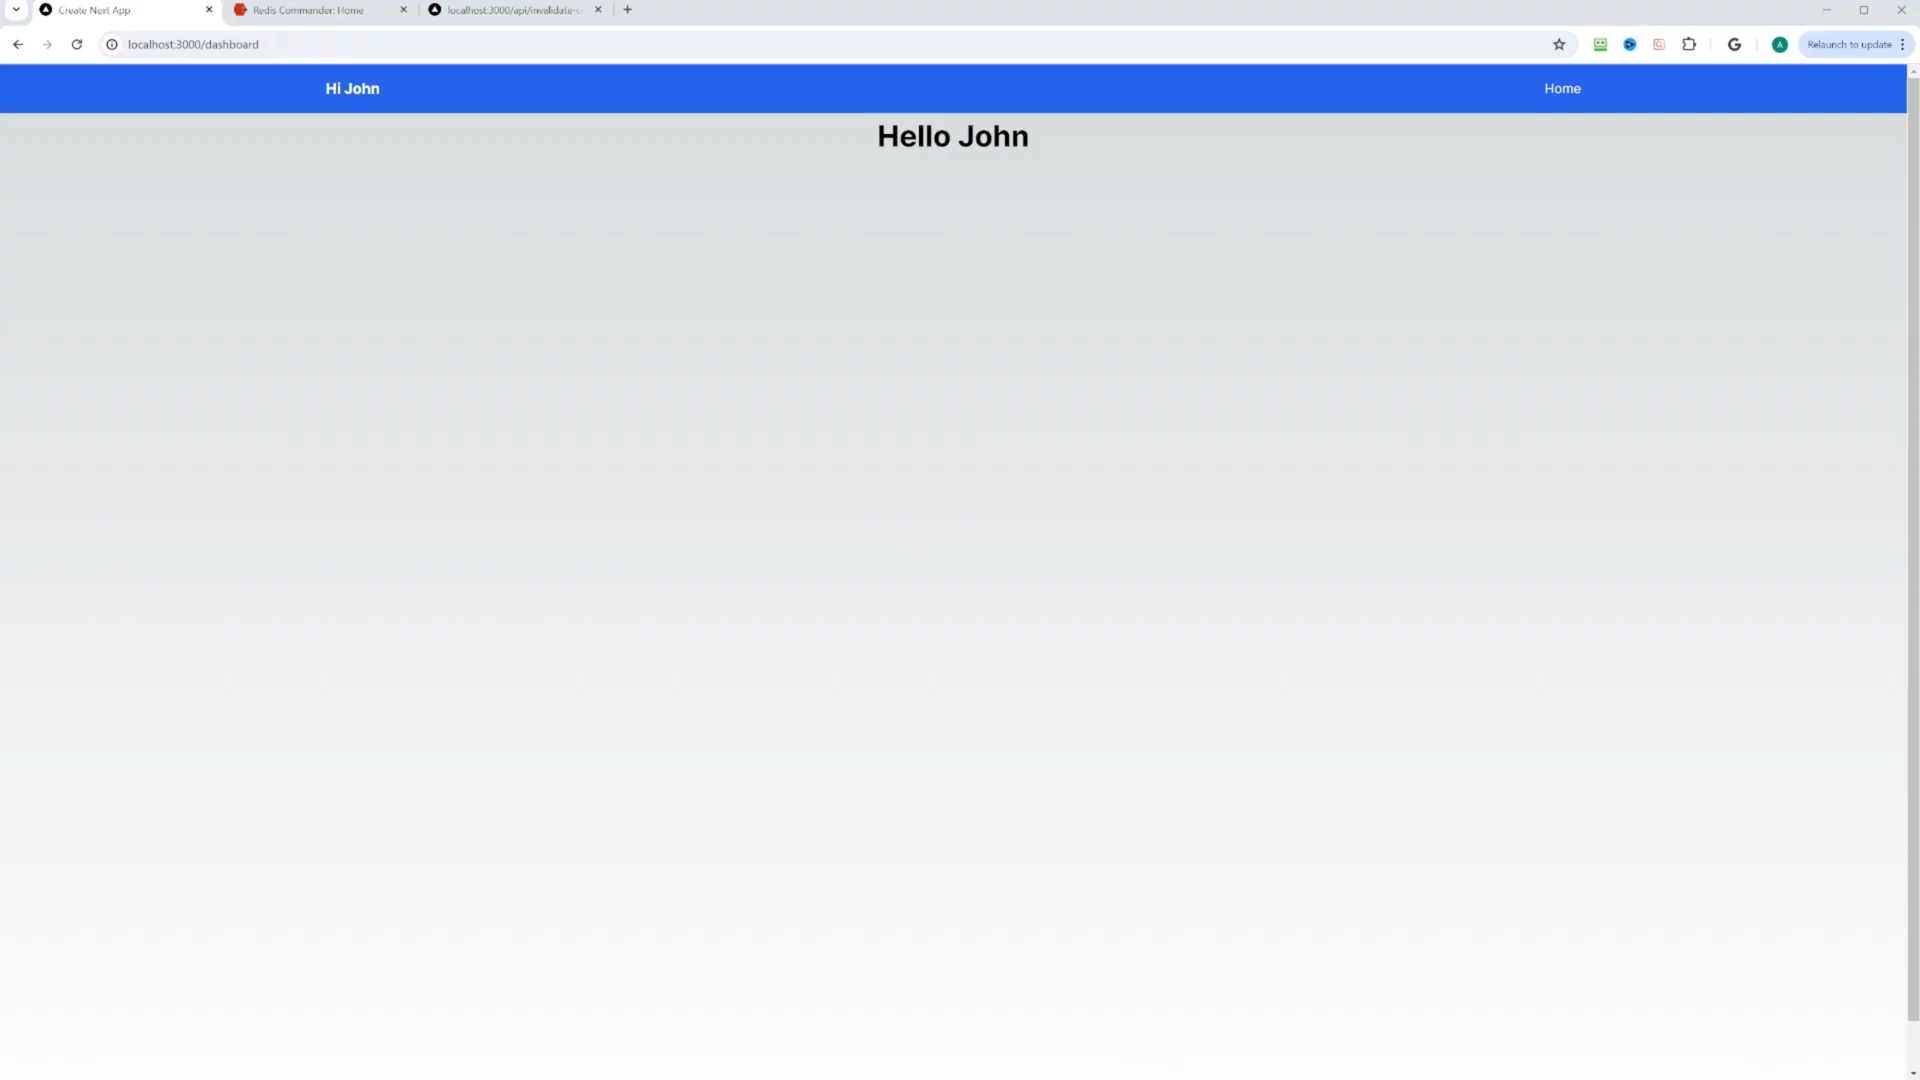 Create Next App
Redis Commander: Home
localhost:3000/api/invalidate-c
localhost:3000/dashboard
G
A
Relaunch to update
Hi John
Home
Hello John